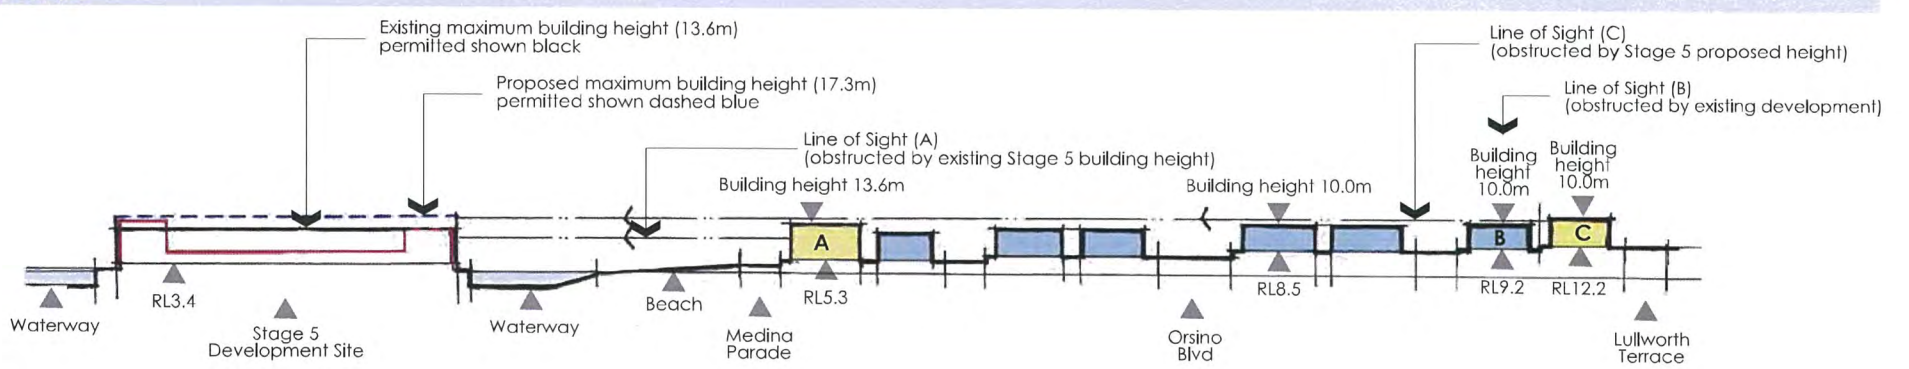 Existing maximum building height (13.6m)
permitted shown black
Proposed maximum building height (17.3m)
permitted shown dashed blue
Line of Sight (A)
(obstructed by existing Stage 5 building height)
Building height 13.6m
Building height 10.0m
Line of Sight (C)
(obstructed by Stage 5 proposed height)
Line of Sight (B)
(obstructed by existing development)
Building
height
10.0m
Building
height
10.0m
A
B
C
RL3.4
RL5.3
RL8.5
RL9.2
RL12.2
Waterway
Stage 5
Development Site
Waterway
Beach
Medina
Parade
Orsino
Blvd
Lullworth
Terrace